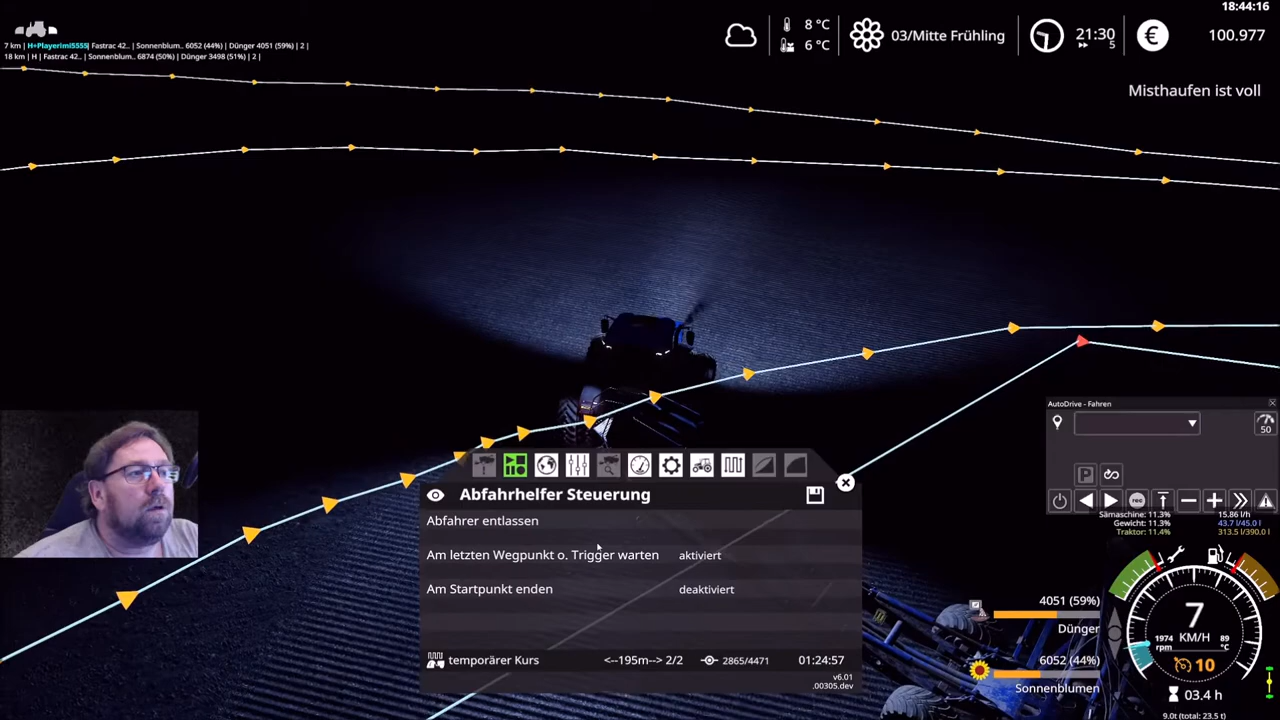 18:44:16
7 km | H+Playerimi5555| Fastrac 42.. | Sonnenblum.. 6052 (44%) | Dünger 4051 (59%) | 2 |
18 km | H | Fastrac 42.. | Sonnenblum.. 6874 (50%) | Dünger 3498 (51%) | 2 |
8 °C
6 °C
03/Mitte Frühling
21:30
5
€
100.977
Misthaufen ist voll
AutoDrive - Fahren
50
P
rec
Abfahrhelfer Steuerung
Abfahrer entlassen
Am letzten Wegpunkt o. Trigger warten aktiviert
Am Startpunkt enden deaktiviert
temporärer Kurs <--195m--> 2/2 2865/4471 01:24:57
v6.01
.00305.dev
Sämaschine: 11.3% 15.86 l/h
Gewicht: 11.3% 43.7 l/45.0 l
Traktor: 11.4% 313.5 l/390.0 l
4051 (59%)
Dünger
6052 (44%)
Sonnenblumen
7
KM/H
1974
rpm
89
°C
10
03.4 h
9.0t (total: 23.5 t)